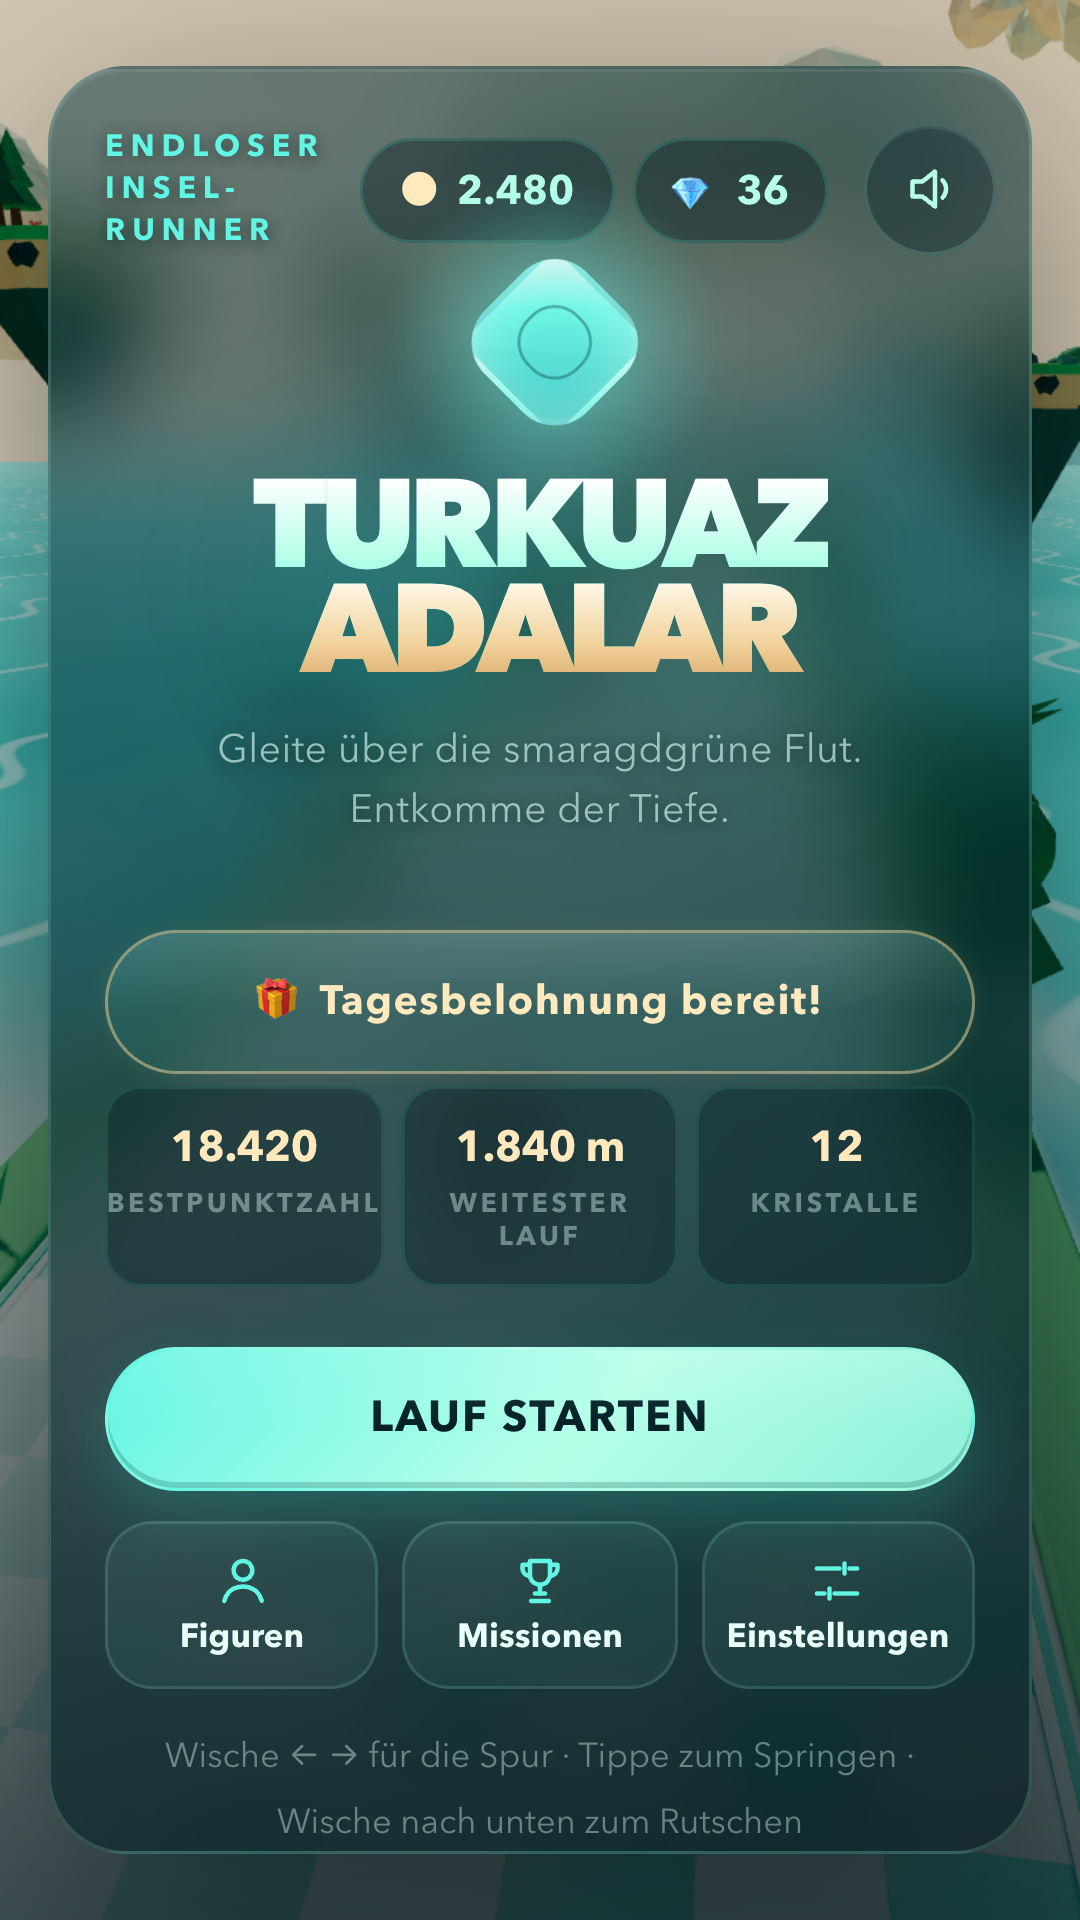 ENDLOSER
INSEL-
RUNNER
2.480
36
TURKUAZ
ADALAR
Gleite über die smaragdgrüne Flut.
Entkomme der Tiefe.
Tagesbelohnung bereit!
18.420
BESTPUNKTZAHL
1.840 m
WEITESTER
LAUF
12
KRISTALLE
LAUF STARTEN
Figuren
Missionen
Einstellungen
Wische ← → für die Spur · Tippe zum Springen ·
Wische nach unten zum Rutschen